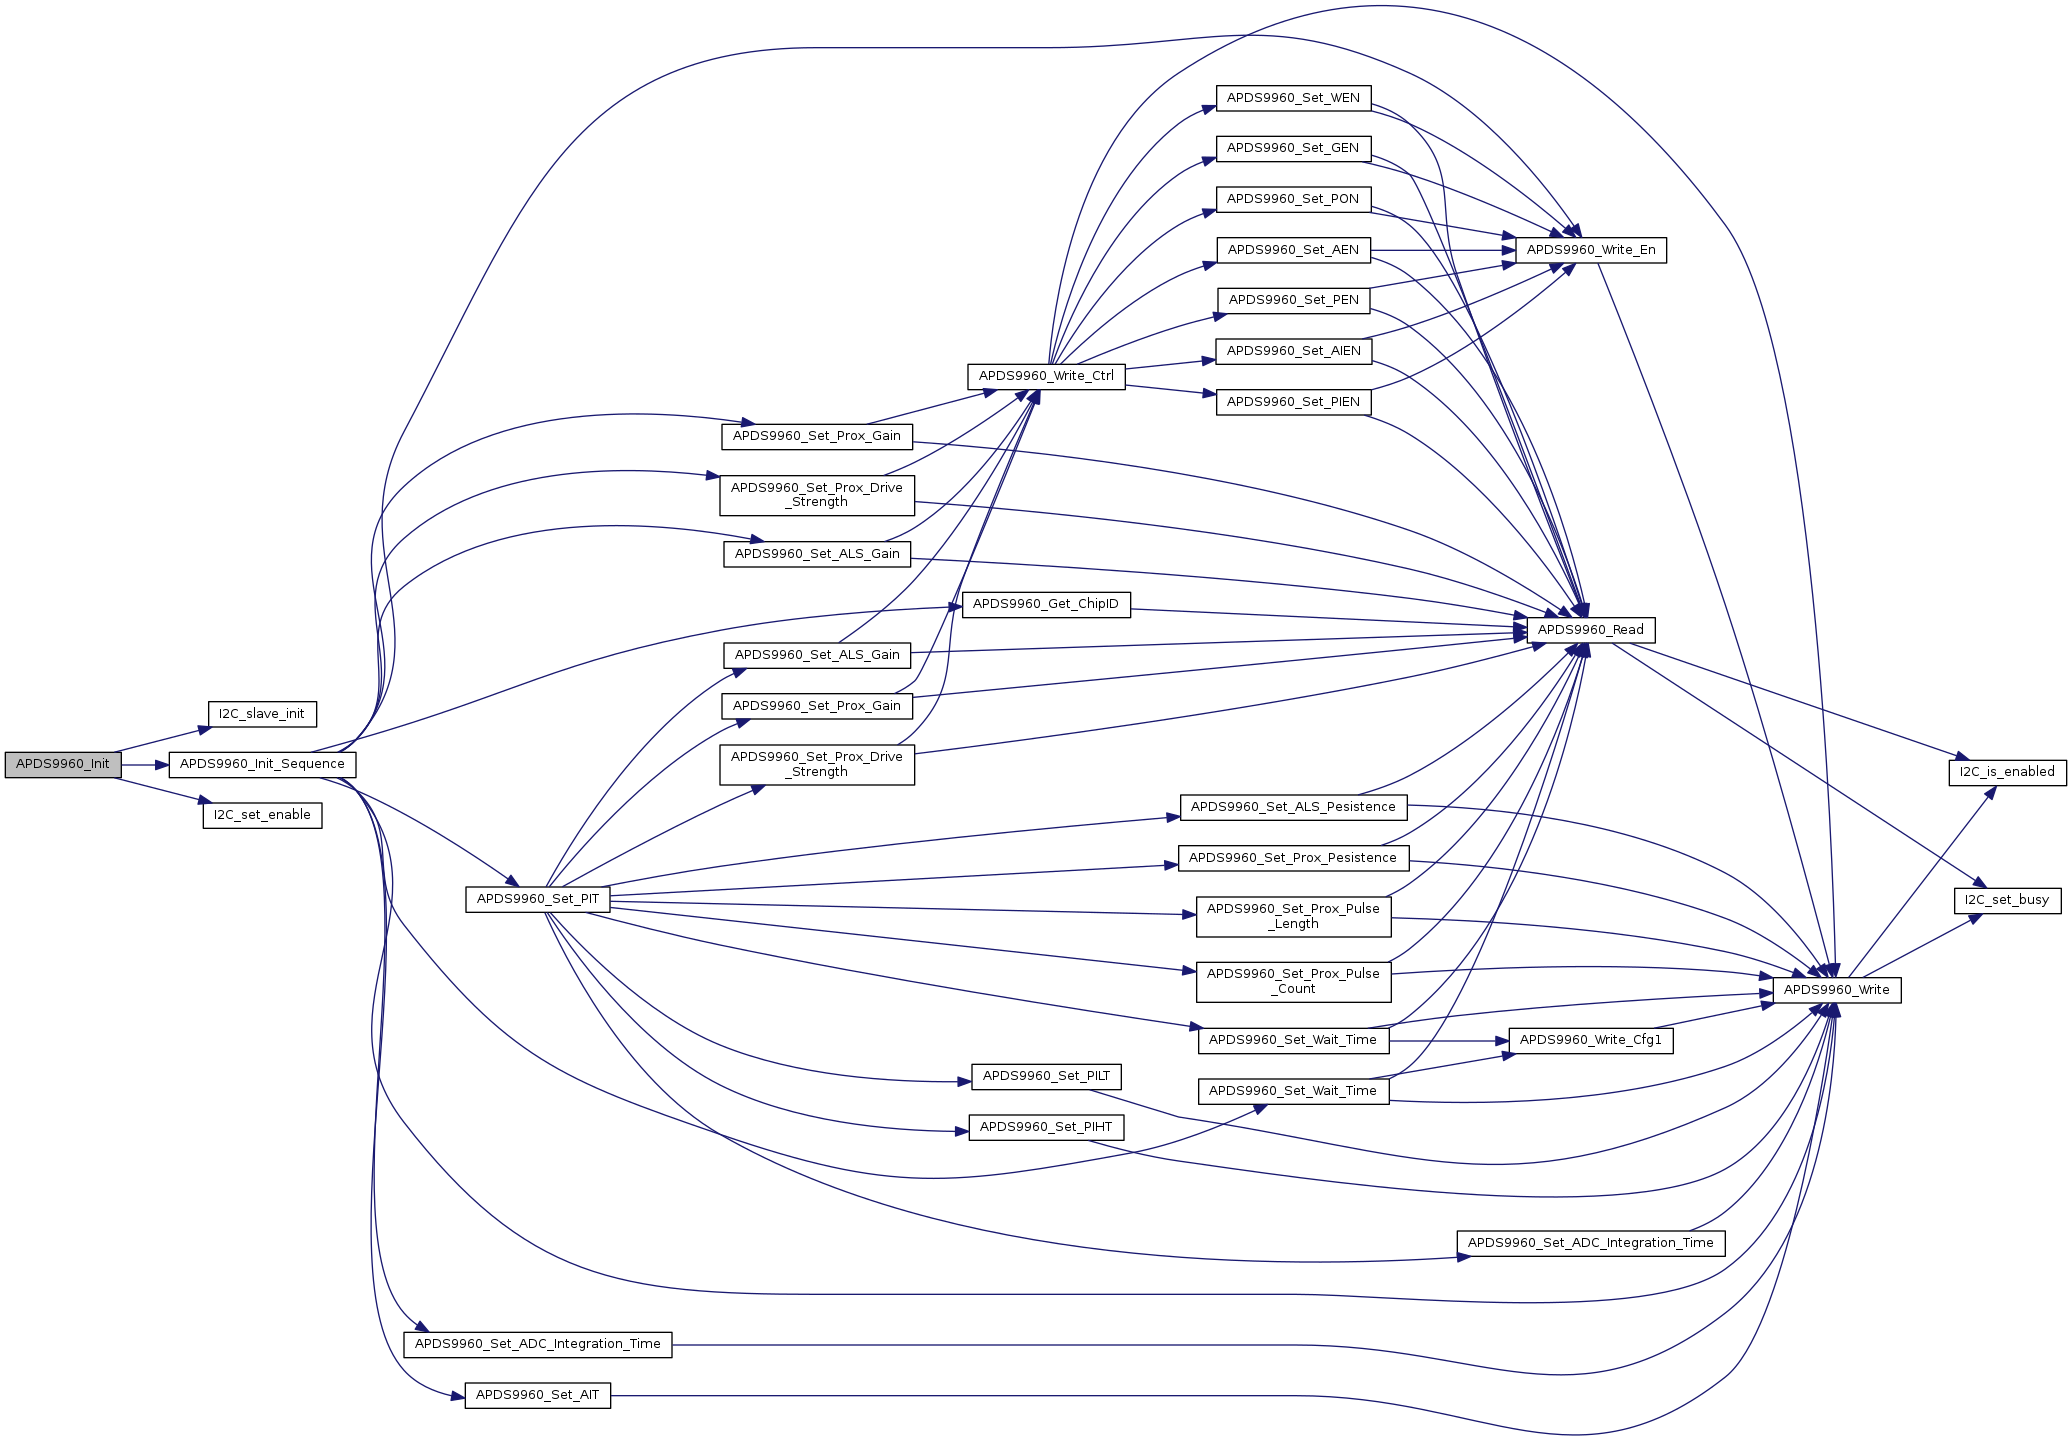 APDS9960_Init
I2C_slave_init
APDS9960_Init_Sequence
I2C_set_enable
APDS9960_Set_PIT
APDS9960_Set_ADC_Integration_Time
APDS9960_Set_AIT
APDS9960_Set_Prox_Gain
APDS9960_Set_Prox_Drive
_Strength
APDS9960_Set_ALS_Gain
APDS9960_Set_ALS_Gain
APDS9960_Set_Prox_Gain
APDS9960_Set_Prox_Drive
_Strength
APDS9960_Write_Ctrl
APDS9960_Get_ChipID
APDS9960_Set_PILT
APDS9960_Set_PIHT
APDS9960_Set_WEN
APDS9960_Set_GEN
APDS9960_Set_PON
APDS9960_Set_AEN
APDS9960_Set_PEN
APDS9960_Set_AIEN
APDS9960_Set_PIEN
APDS9960_Set_ALS_Pesistence
APDS9960_Set_Prox_Pesistence
APDS9960_Set_Prox_Pulse
_Length
APDS9960_Set_Prox_Pulse
_Count
APDS9960_Set_Wait_Time
APDS9960_Set_Wait_Time
APDS9960_Write_En
APDS9960_Read
APDS9960_Write_Cfg1
APDS9960_Set_ADC_Integration_Time
APDS9960_Write
I2C_is_enabled
I2C_set_busy